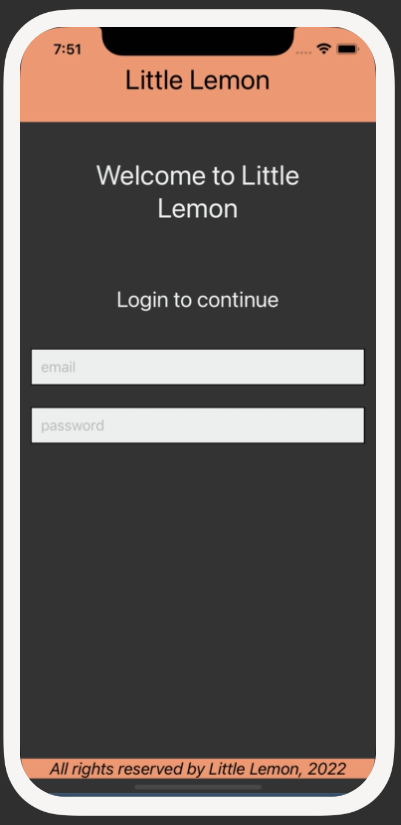 7:51
Little Lemon
Welcome to Little
Lemon
Login to continue
email
password
All rights reserved by Little Lemon, 2022